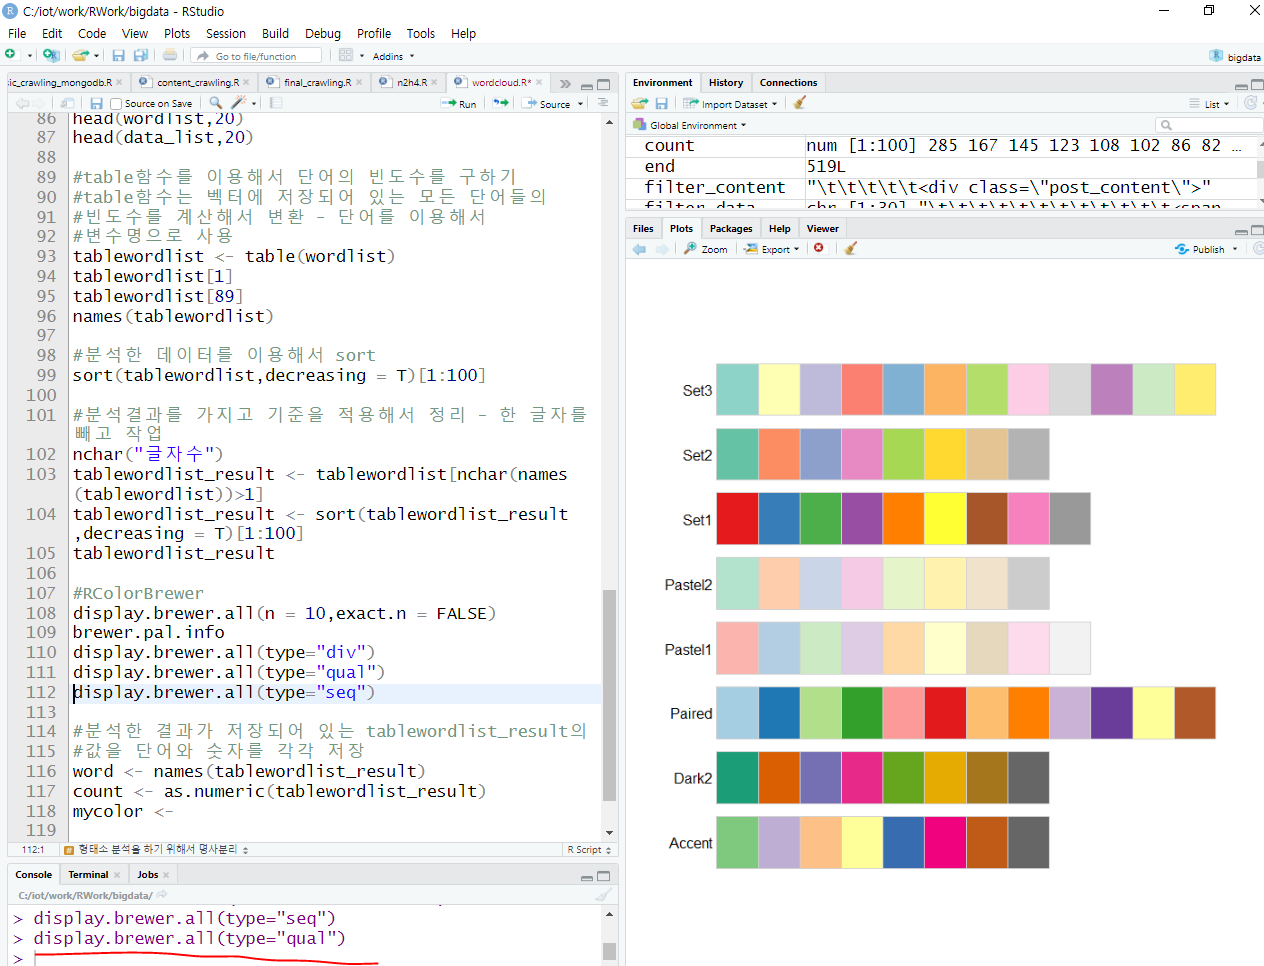 C:/iot/work/RWork/bigdata - RStudio
File Edit Code View Plots Session Build Debug Profile Tools Help
Go to file/function Addins bigdata
sic_crawling_mongodb.R content_crawling.R final_crawling.R n2h4.R wordcloud.R*
Source on Save Run Source
86 head(wordlist,20)
87 head(data_list,20)
88
89 #table함수를 이용해서 단어의 빈도수를 구하기
90 #table함수는 벡터에 저장되어 있는 모든 단어들의
91 #빈도수를 계산해서 변환 - 단어를 이용해서
92 #변수명으로 사용
93 tablewordlist <- table(wordlist)
94 tablewordlist[1]
95 tablewordlist[89]
96 names(tablewordlist)
97
98 #분석한 데이터를 이용해서 sort
99 sort(tablewordlist,decreasing = T)[1:100]
100
101 #분석결과를 가지고 기준을 적용해서 정리 - 한 글자를
빼고 작업
102 nchar("글자수")
103 tablewordlist_result <- tablewordlist[nchar(names
(tablewordlist))>1]
104 tablewordlist_result <- sort(tablewordlist_result
,decreasing = T)[1:100]
105 tablewordlist_result
106
107 #RColorBrewer
108 display.brewer.all(n = 10,exact.n = FALSE)
109 brewer.pal.info
110 display.brewer.all(type="div")
111 display.brewer.all(type="qual")
112 display.brewer.all(type="seq")
113
114 #분석한 결과가 저장되어 있는 tablewordlist_result의
115 #값을 단어와 숫자를 각각 저장
116 word <- names(tablewordlist_result)
117 count <- as.numeric(tablewordlist_result)
118 mycolor <-
119
112:1 # 형태소 분석을 하기 위해서 명사분리 R Script
Console Terminal Jobs
C:/iot/work/RWork/bigdata/
> display.brewer.all(type="seq")
> display.brewer.all(type="qual")
>
Environment History Connections
Import Dataset List
Global Environment
count num [1:100] 285 167 145 123 108 102 86 82 ...
end 519L
filter_content "\t\t\t\t\t<div class=\"post_content\">"
filter_data chr [1:30] "\t\t\t\t\t\t\t\t\t\t\t<span
Files Plots Packages Help Viewer
Zoom Export Publish
Set3
Set2
Set1
Pastel2
Pastel1
Paired
Dark2
Accent